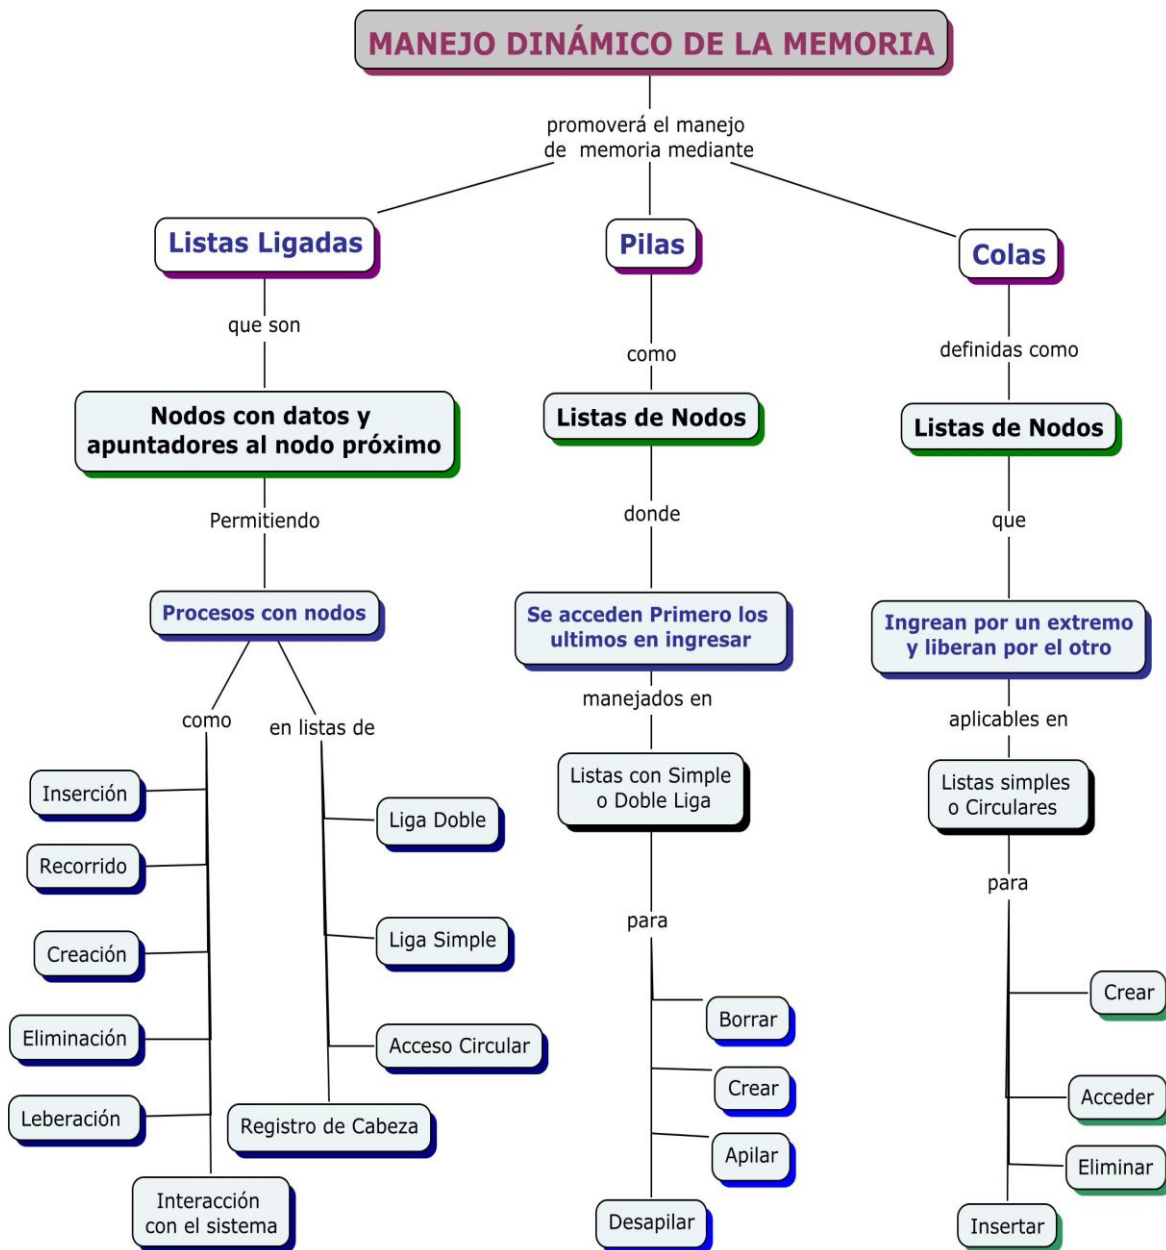 MANEJO DINÁMICO DE LA MEMORIA
promoverá el manejo
de memoria mediante
Listas Ligadas
que son
Nodos con datos y
apuntadores al nodo próximo
Permitiendo
Procesos con nodos
como
Inserción
Recorrido
Creación
Eliminación
Leberación
Interacción
con el sistema
en listas de
Liga Doble
Liga Simple
Acceso Circular
Registro de Cabeza
Pilas
como
Listas de Nodos
donde
Se acceden Primero los
ultimos en ingresar
manejados en
Listas con Simple
o Doble Liga
para
Borrar
Crear
Apilar
Desapilar
Colas
definidas como
Listas de Nodos
que
Ingrean por un extremo
y liberan por el otro
aplicables en
Listas simples
o Circulares
para
Crear
Acceder
Eliminar
Insertar